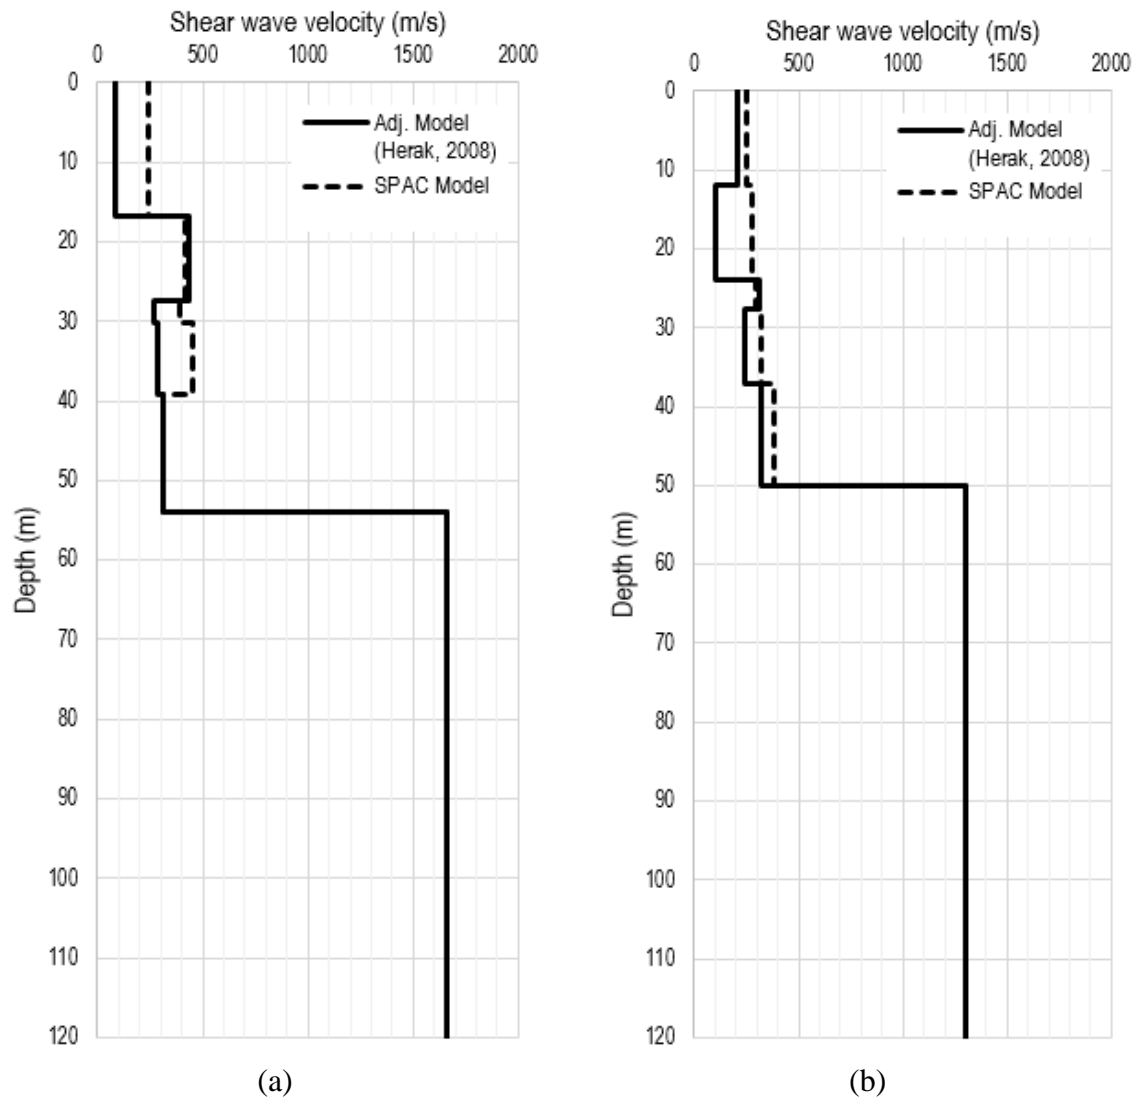 Shear wave velocity (m/s)
0 500 1000 1500 2000
0
10
20
30
40
50
60
70
80
90
100
110
120
Depth (m)
Adj. Model
(Herak, 2008)
SPAC Model
(a)
Shear wave velocity (m/s)
0 500 1000 1500 2000
0
10
20
30
40
50
60
70
80
90
100
110
120
Depth (m)
Adj. Model
(Herak, 2008)
SPAC Model
(b)